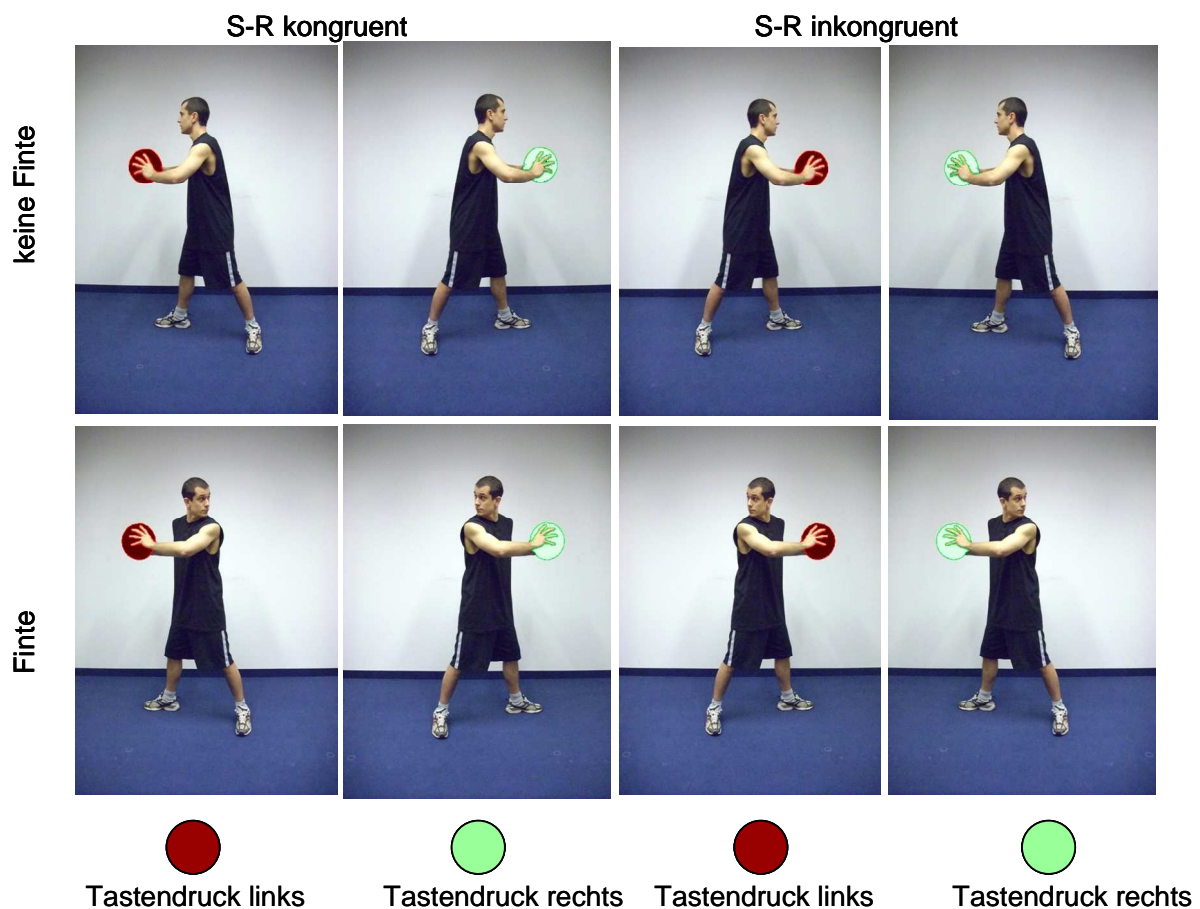 S-R kongruent
S-R inkongruent
keine Finte
Finte
Tastendruck links
Tastendruck rechts
Tastendruck links
Tastendruck rechts